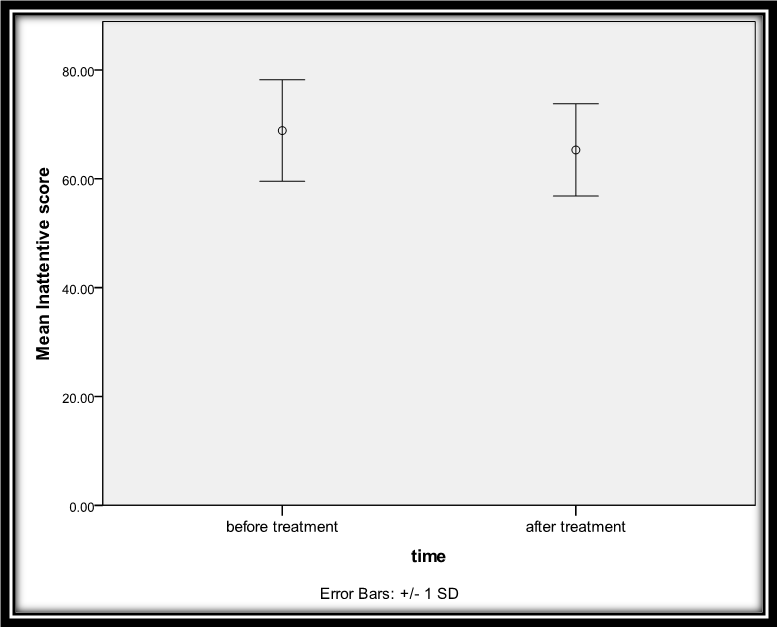 Mean Inattentive score
80.00
60.00
40.00
20.00
0.00
before treatment
after treatment
time
Error Bars: +/- 1 SD